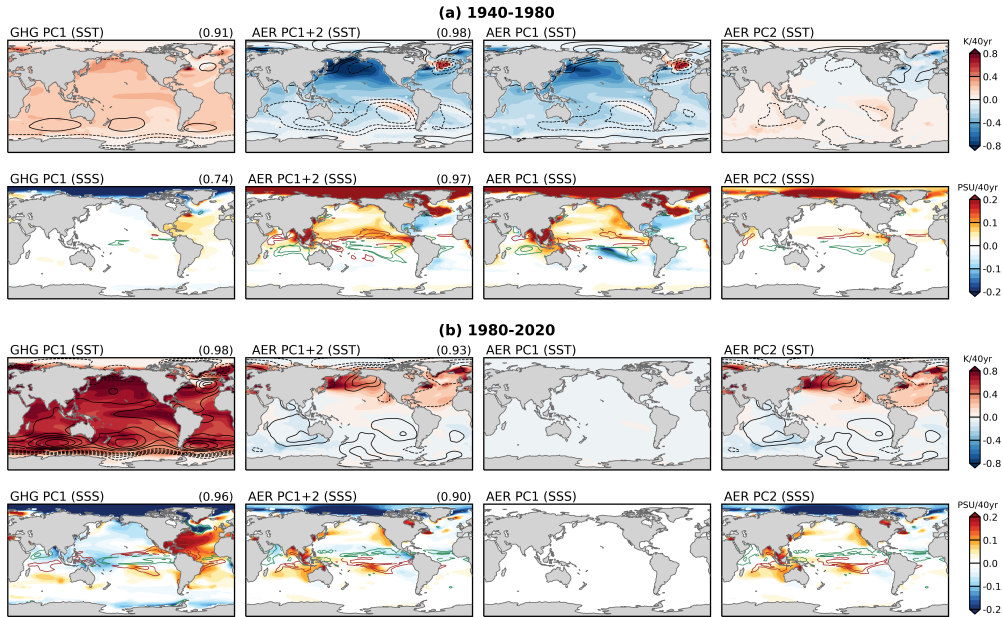 (a) 1940-1980
GHG PC1 (SST) (0.91)
AER PC1+2 (SST) (0.98)
AER PC1 (SST)
AER PC2 (SST)
K/40yr
0.8
0.4
0.0
-0.4
-0.8
GHG PC1 (SSS) (0.74)
AER PC1+2 (SSS) (0.97)
AER PC1 (SSS)
AER PC2 (SSS)
PSU/40yr
0.2
0.1
0.0
-0.1
-0.2
(b) 1980-2020
GHG PC1 (SST) (0.98)
AER PC1+2 (SST) (0.93)
AER PC1 (SST)
AER PC2 (SST)
K/40yr
0.8
0.4
0.0
-0.4
-0.8
GHG PC1 (SSS) (0.96)
AER PC1+2 (SSS) (0.90)
AER PC1 (SSS)
AER PC2 (SSS)
PSU/40yr
0.2
0.1
0.0
-0.1
-0.2